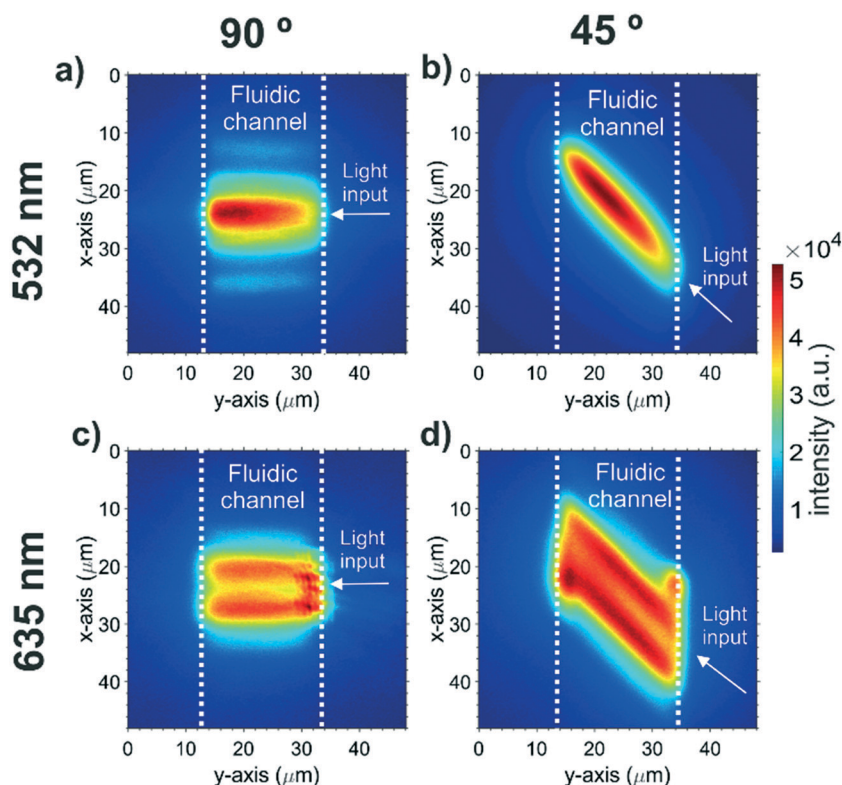 90 º
45 º
532 nm
635 nm
a)
Fluidic
channel
Light
input
0
10
20
30
40
x-axis (μm)
0
10
20
30
40
y-axis (μm)
b)
Fluidic
channel
Light
input
0
10
20
30
40
x-axis (μm)
0
10
20
30
40
y-axis (μm)
c)
Fluidic
channel
Light
input
0
10
20
30
40
x-axis (μm)
0
10
20
30
40
y-axis (μm)
d)
Fluidic
channel
Light
input
0
10
20
30
40
x-axis (μm)
0
10
20
30
40
y-axis (μm)
×10⁴
5
4
3
2
1
intensity (a.u.)